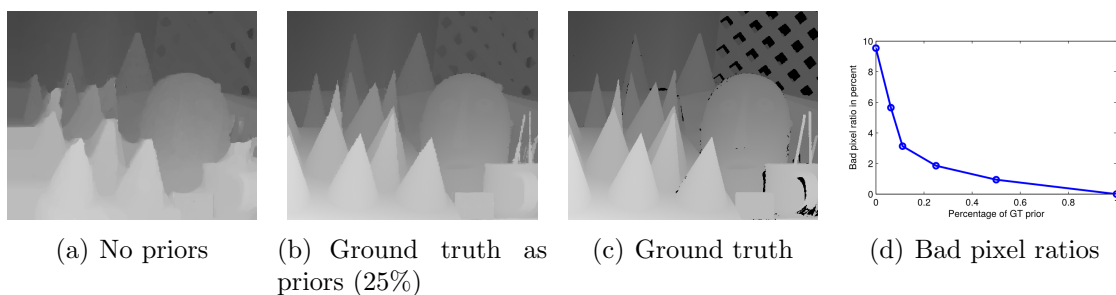 10
8
6
4
2
0
0 0.2 0.4 0.6 0.8
Bad pixel ratio in percent
Percentage of GT prior
(a) No priors
(b) Ground truth as
priors (25%)
(c) Ground truth
(d) Bad pixel ratios